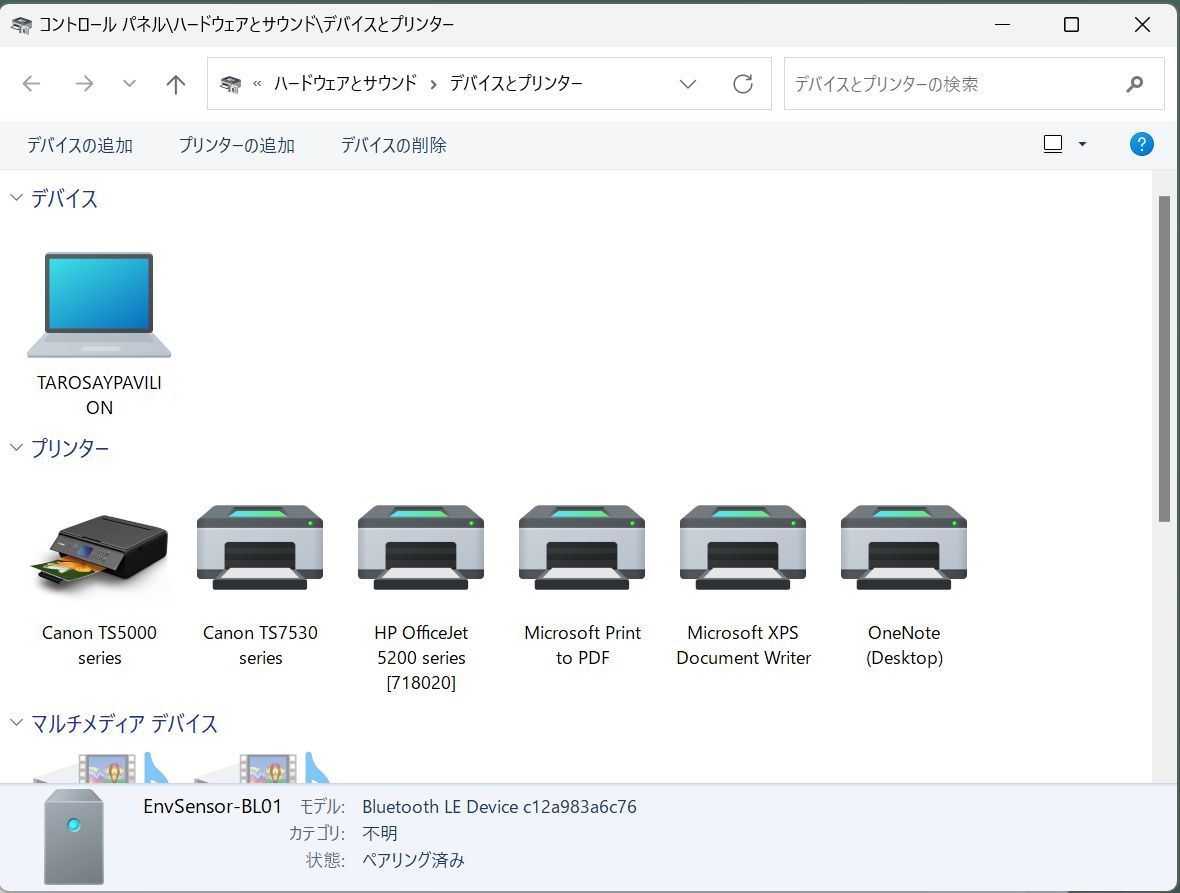 コントロール パネル\ハードウェアとサウンド\デバイスとプリンター
« ハードウェアとサウンド › デバイスとプリンター
デバイスとプリンターの検索
デバイスの追加 プリンターの追加 デバイスの削除
デバイス
TAROSAYPAVILI
ON
プリンター
Canon TS5000
series
Canon TS7530
series
HP OfficeJet
5200 series
[718020]
Microsoft Print
to PDF
Microsoft XPS
Document Writer
OneNote
(Desktop)
マルチメディア デバイス
EnvSensor-BL01 モデル: Bluetooth LE Device c12a983a6c76
カテゴリ: 不明
状態: ペアリング済み